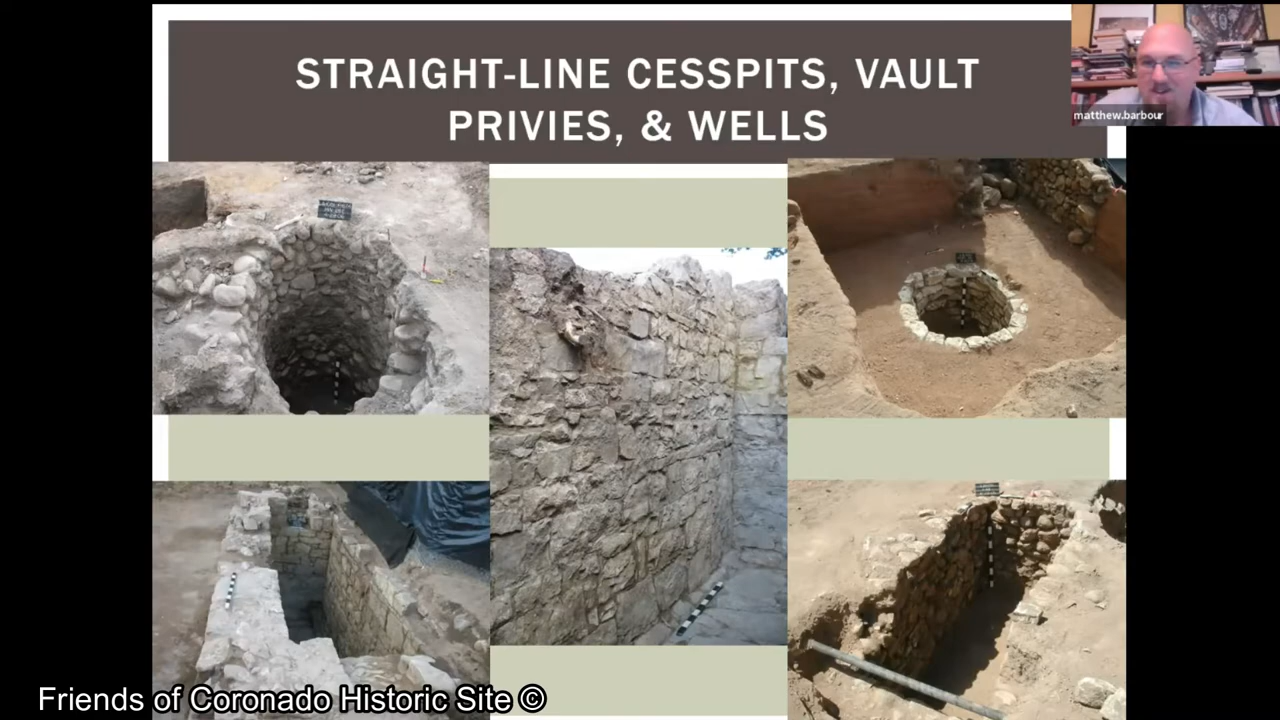 STRAIGHT-LINE CESSPITS, VAULT
PRIVIES, & WELLS
matthew.barbour
Friends of Coronado Historic Site ©